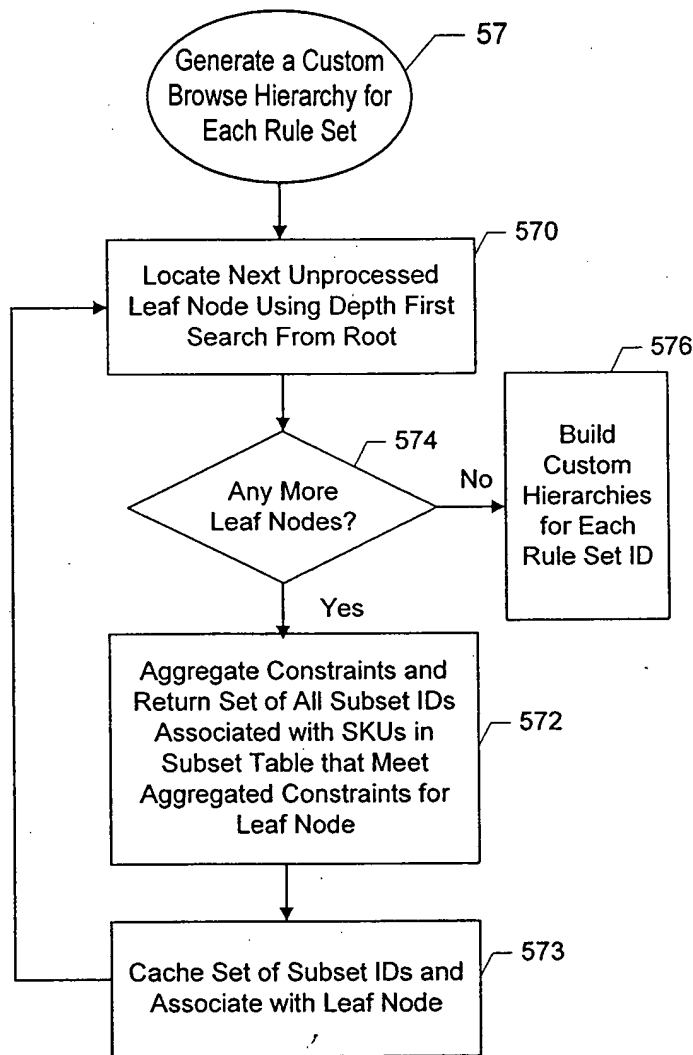 57
Generate a Custom
Browse Hierarchy for
Each Rule Set
570
Locate Next Unprocessed
Leaf Node Using Depth First
Search From Root
576
Build
Custom
Hierarchies
for Each
Rule Set ID
574
Any More
Leaf Nodes?
No
Yes
Aggregate Constraints and
Return Set of All Subset IDs
Associated with SKUs in
Subset Table that Meet
Aggregated Constraints for
Leaf Node
572
573
Cache Set of Subset IDs and
Associate with Leaf Node